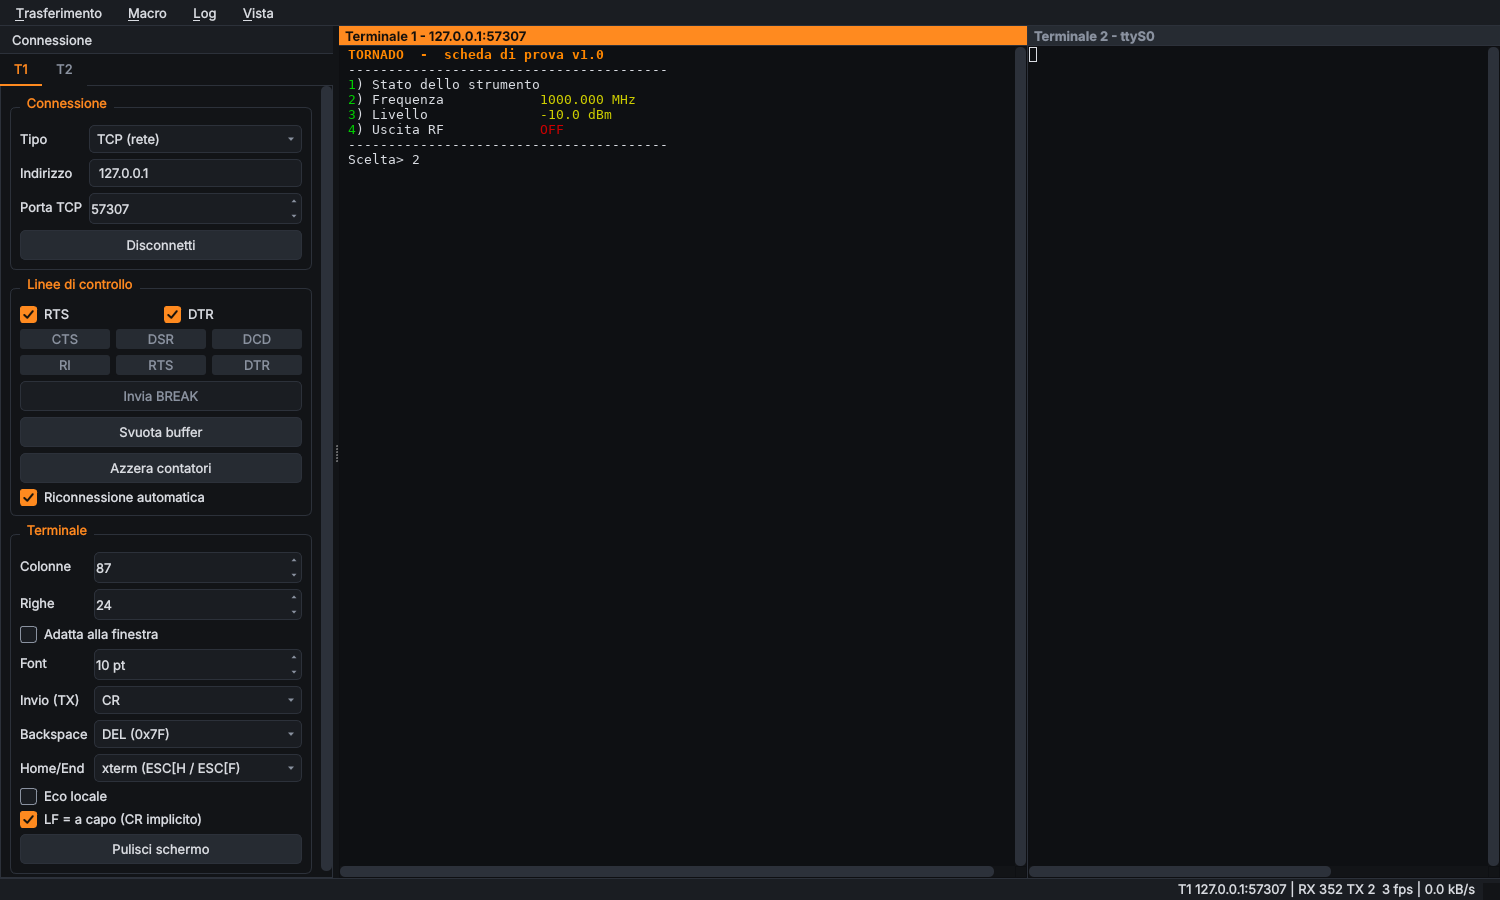 Trasferimento Macro Log Vista
Connessione
T1 T2
Connessione
Tipo TCP (rete)
Indirizzo 127.0.0.1
Porta TCP 57307
Disconnetti
Linee di controllo
RTS DTR
CTS DSR DCD
RI RTS DTR
Invia BREAK
Svuota buffer
Azzera contatori
Riconnessione automatica
Terminale
Colonne 87
Righe 24
Adatta alla finestra
Font 10 pt
Invio (TX) CR
Backspace DEL (0x7F)
Home/End xterm (ESC[H / ESC[F)
Eco locale
LF = a capo (CR implicito)
Pulisci schermo
Terminale 1 - 127.0.0.1:57307
TORNADO - scheda di prova v1.0
----------------------------------------
1) Stato dello strumento
2) Frequenza 1000.000 MHz
3) Livello -10.0 dBm
4) Uscita RF OFF
----------------------------------------
Scelta> 2
Terminale 2 - ttyS0
T1 127.0.0.1:57307 | RX 352 TX 2 3 fps | 0.0 kB/s